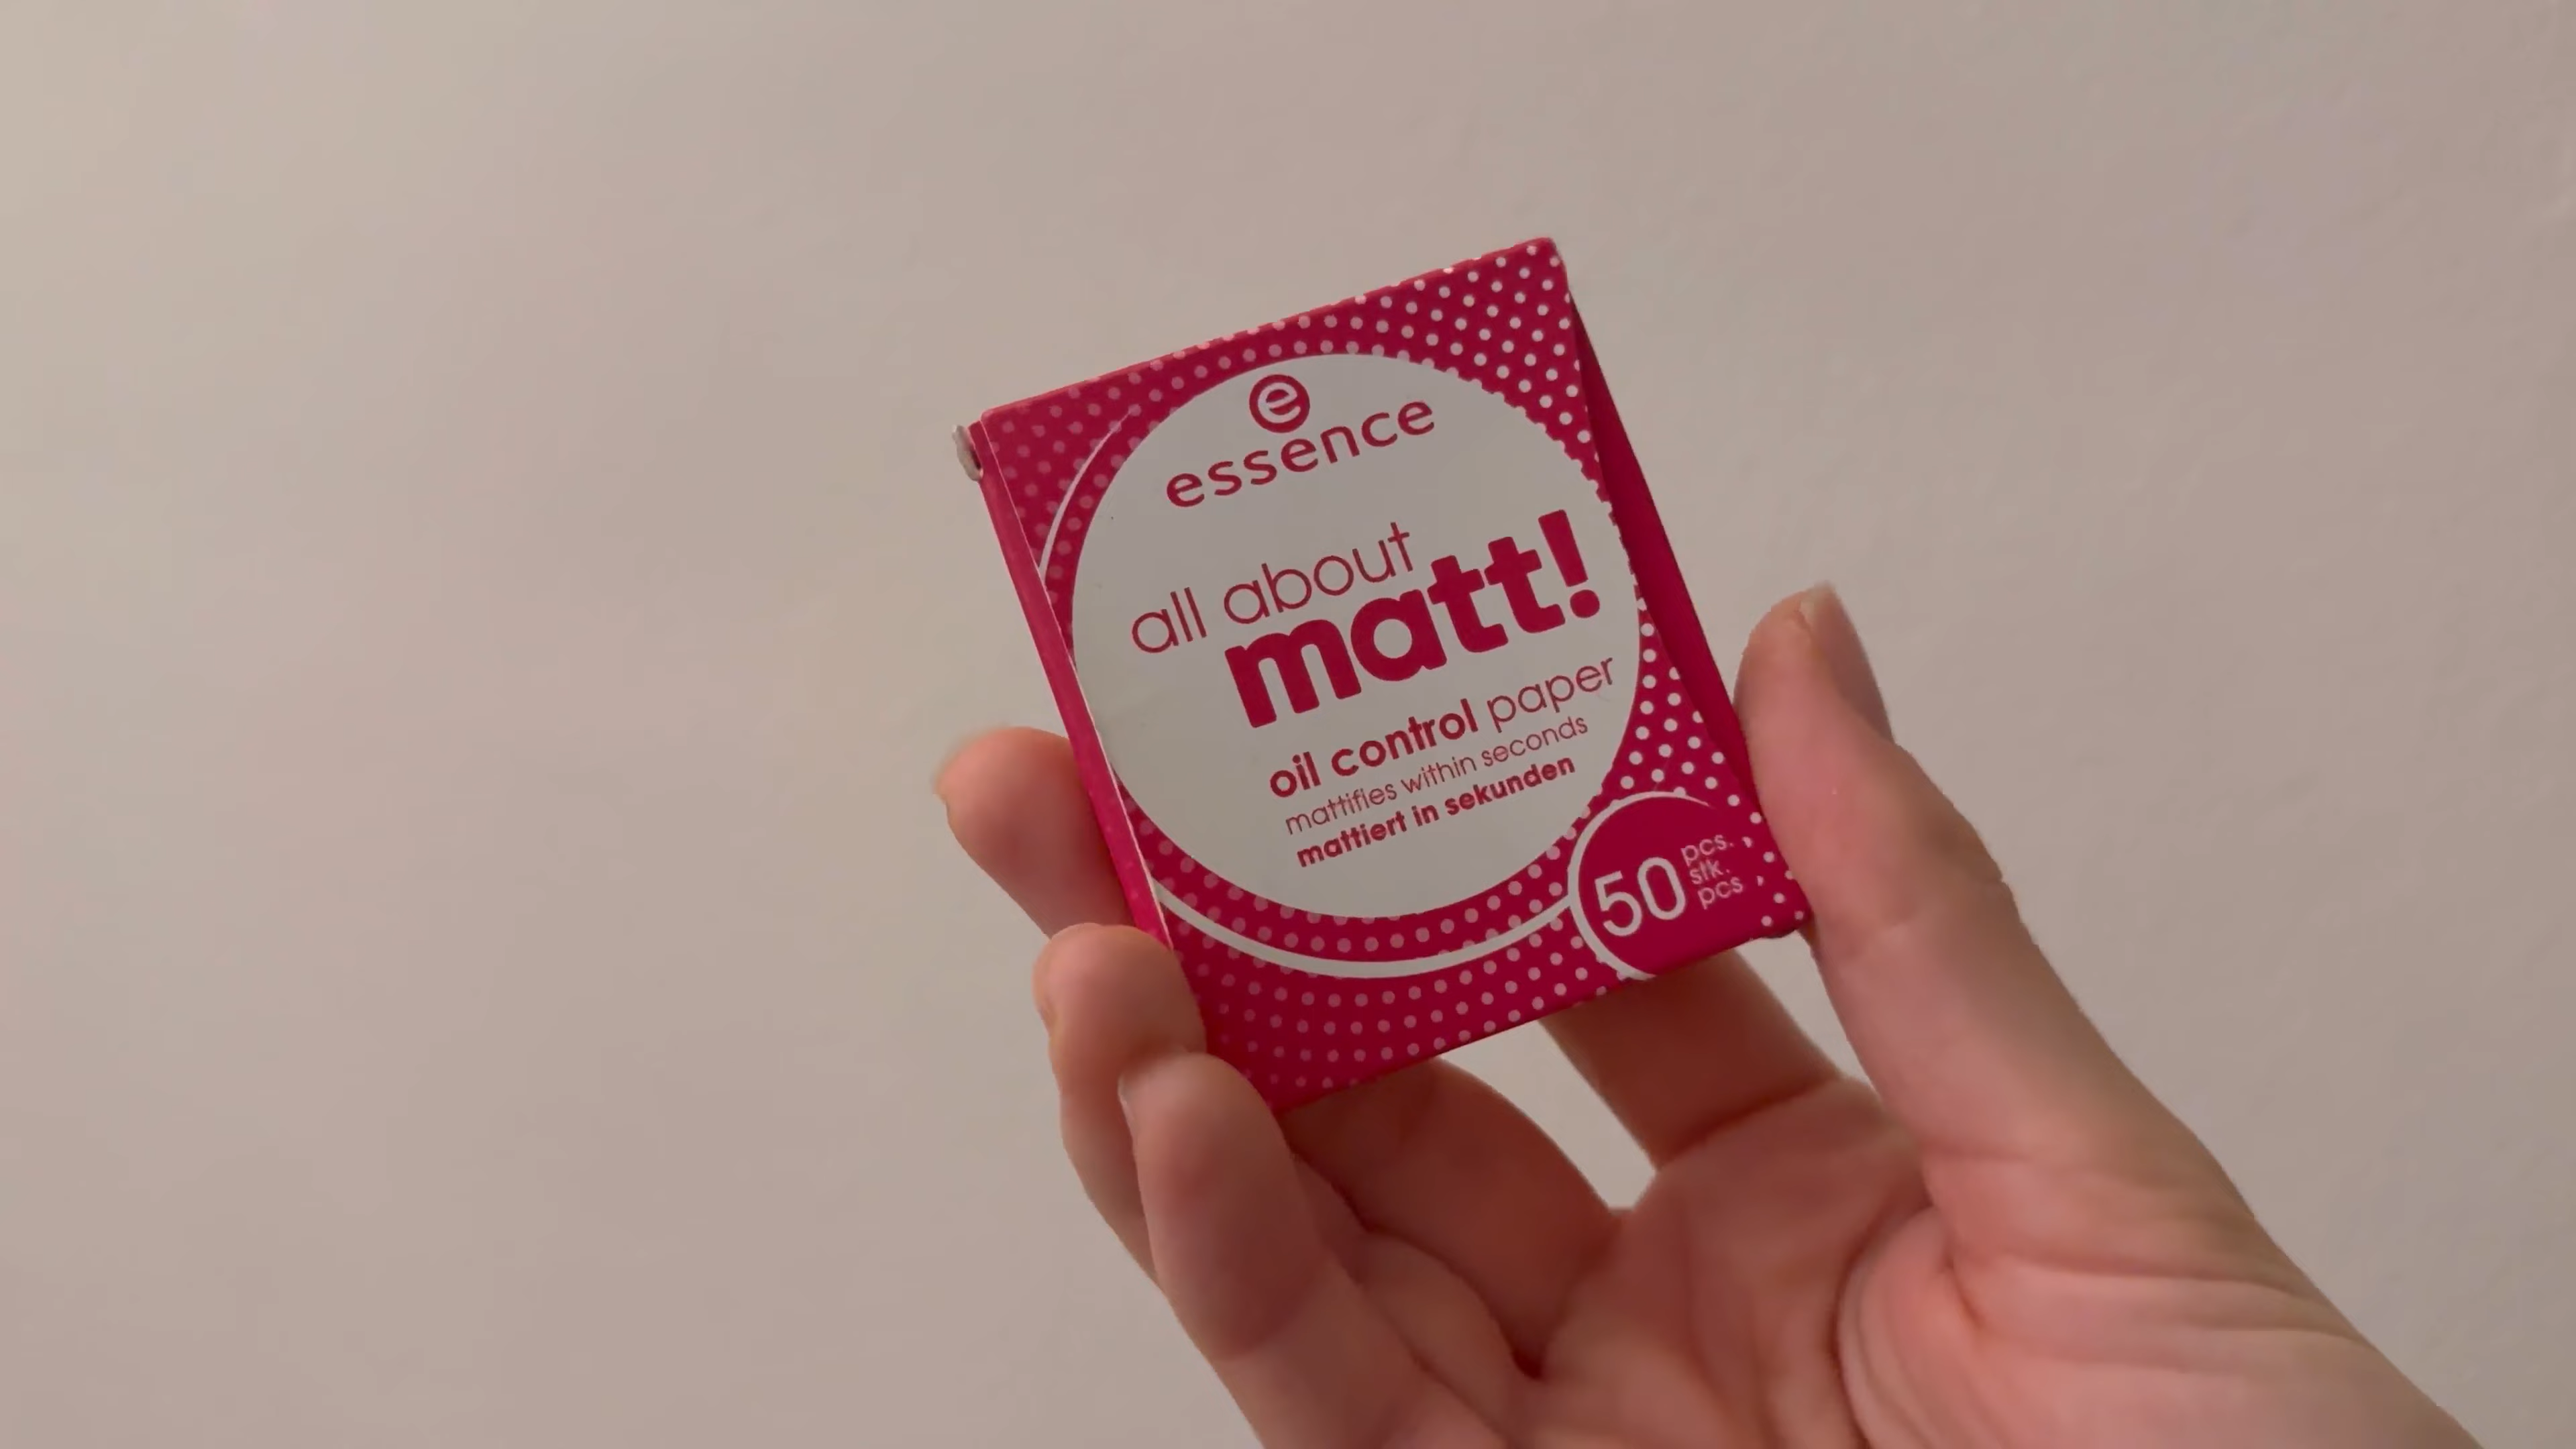 e
essence
all about
matt!
oil control paper
mattifies within seconds
mattiert in sekunden
50
pcs.
stk.
pcs